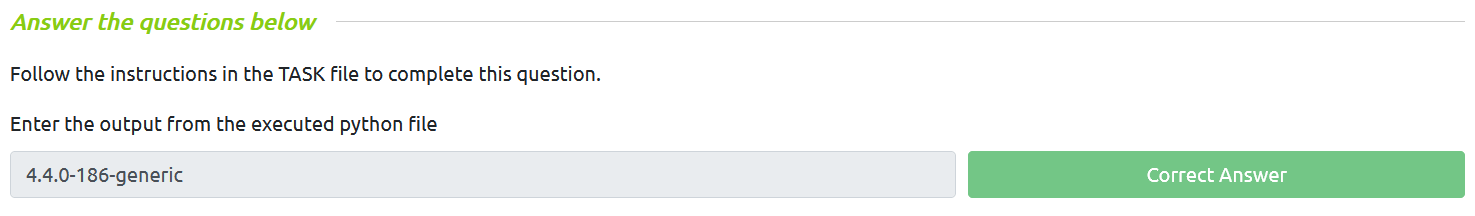 Answer the questions below
Follow the instructions in the TASK file to complete this question.
Enter the output from the executed python file
4.4.0-186-generic
Correct Answer